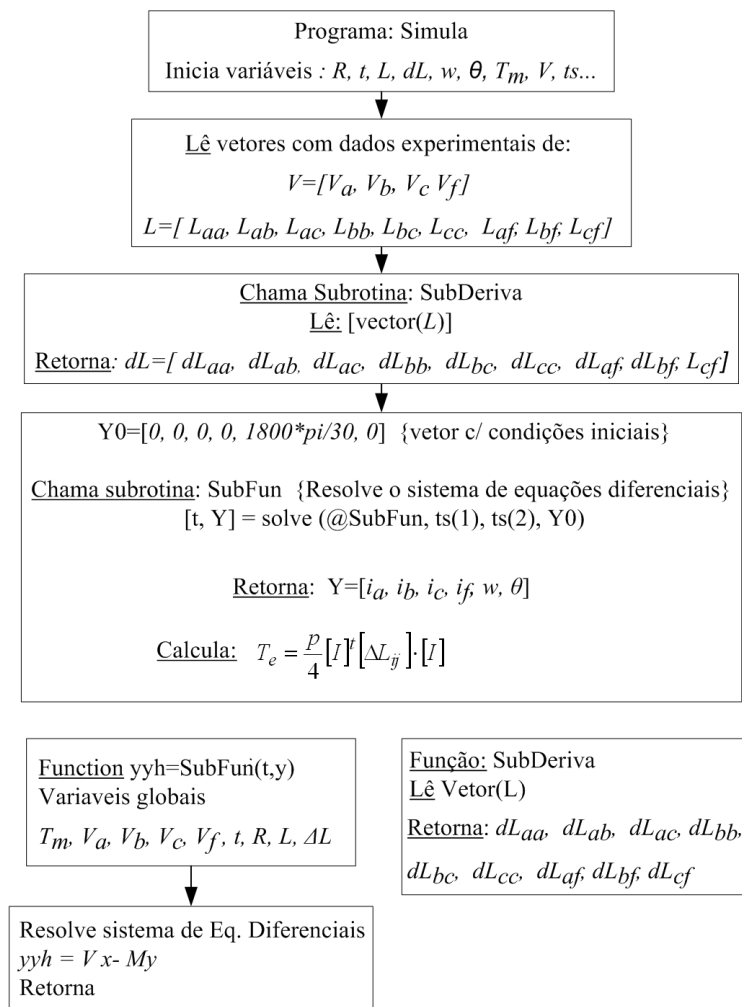 Programa: Simula
Inicia variáveis : R, t, L, dL, w, θ, Tm, V, ts...
Lê vetores com dados experimentais de:
V=[Va, Vb, Vc Vf]
L=[ Laa, Lab, Lac, Lbb, Lbc, Lcc, Laf, Lbf, Lcf]
Chama Subrotina: SubDeriva
Lê: [vector(L)]
Retorna: dL=[ dLaa, dLab, dLac, dLbb, dLbc, dLcc, dLaf, dLbf, Lcf]
Y0=[0, 0, 0, 0, 1800*pi/30, 0] {vetor c/ condições iniciais}
Chama subrotina: SubFun {Resolve o sistema de equações diferenciais}
[t, Y] = solve (@SubFun, ts(1), ts(2), Y0)
Retorna: Y=[ia, ib, ic, if, w, θ]
Calcula: Te = p/4 [I]^t [ΔLij]·[I]
Function yyh=SubFun(t,y)
Variaveis globais
Tm, Va, Vb, Vc, Vf, t, R, L, ΔL
Resolve sistema de Eq. Diferenciais
yyh = V x- My
Retorna
Função: SubDeriva
Lê Vetor(L)
Retorna: dLaa, dLab, dLac, dLbb,
dLbc, dLcc, dLaf, dLbf, dLcf